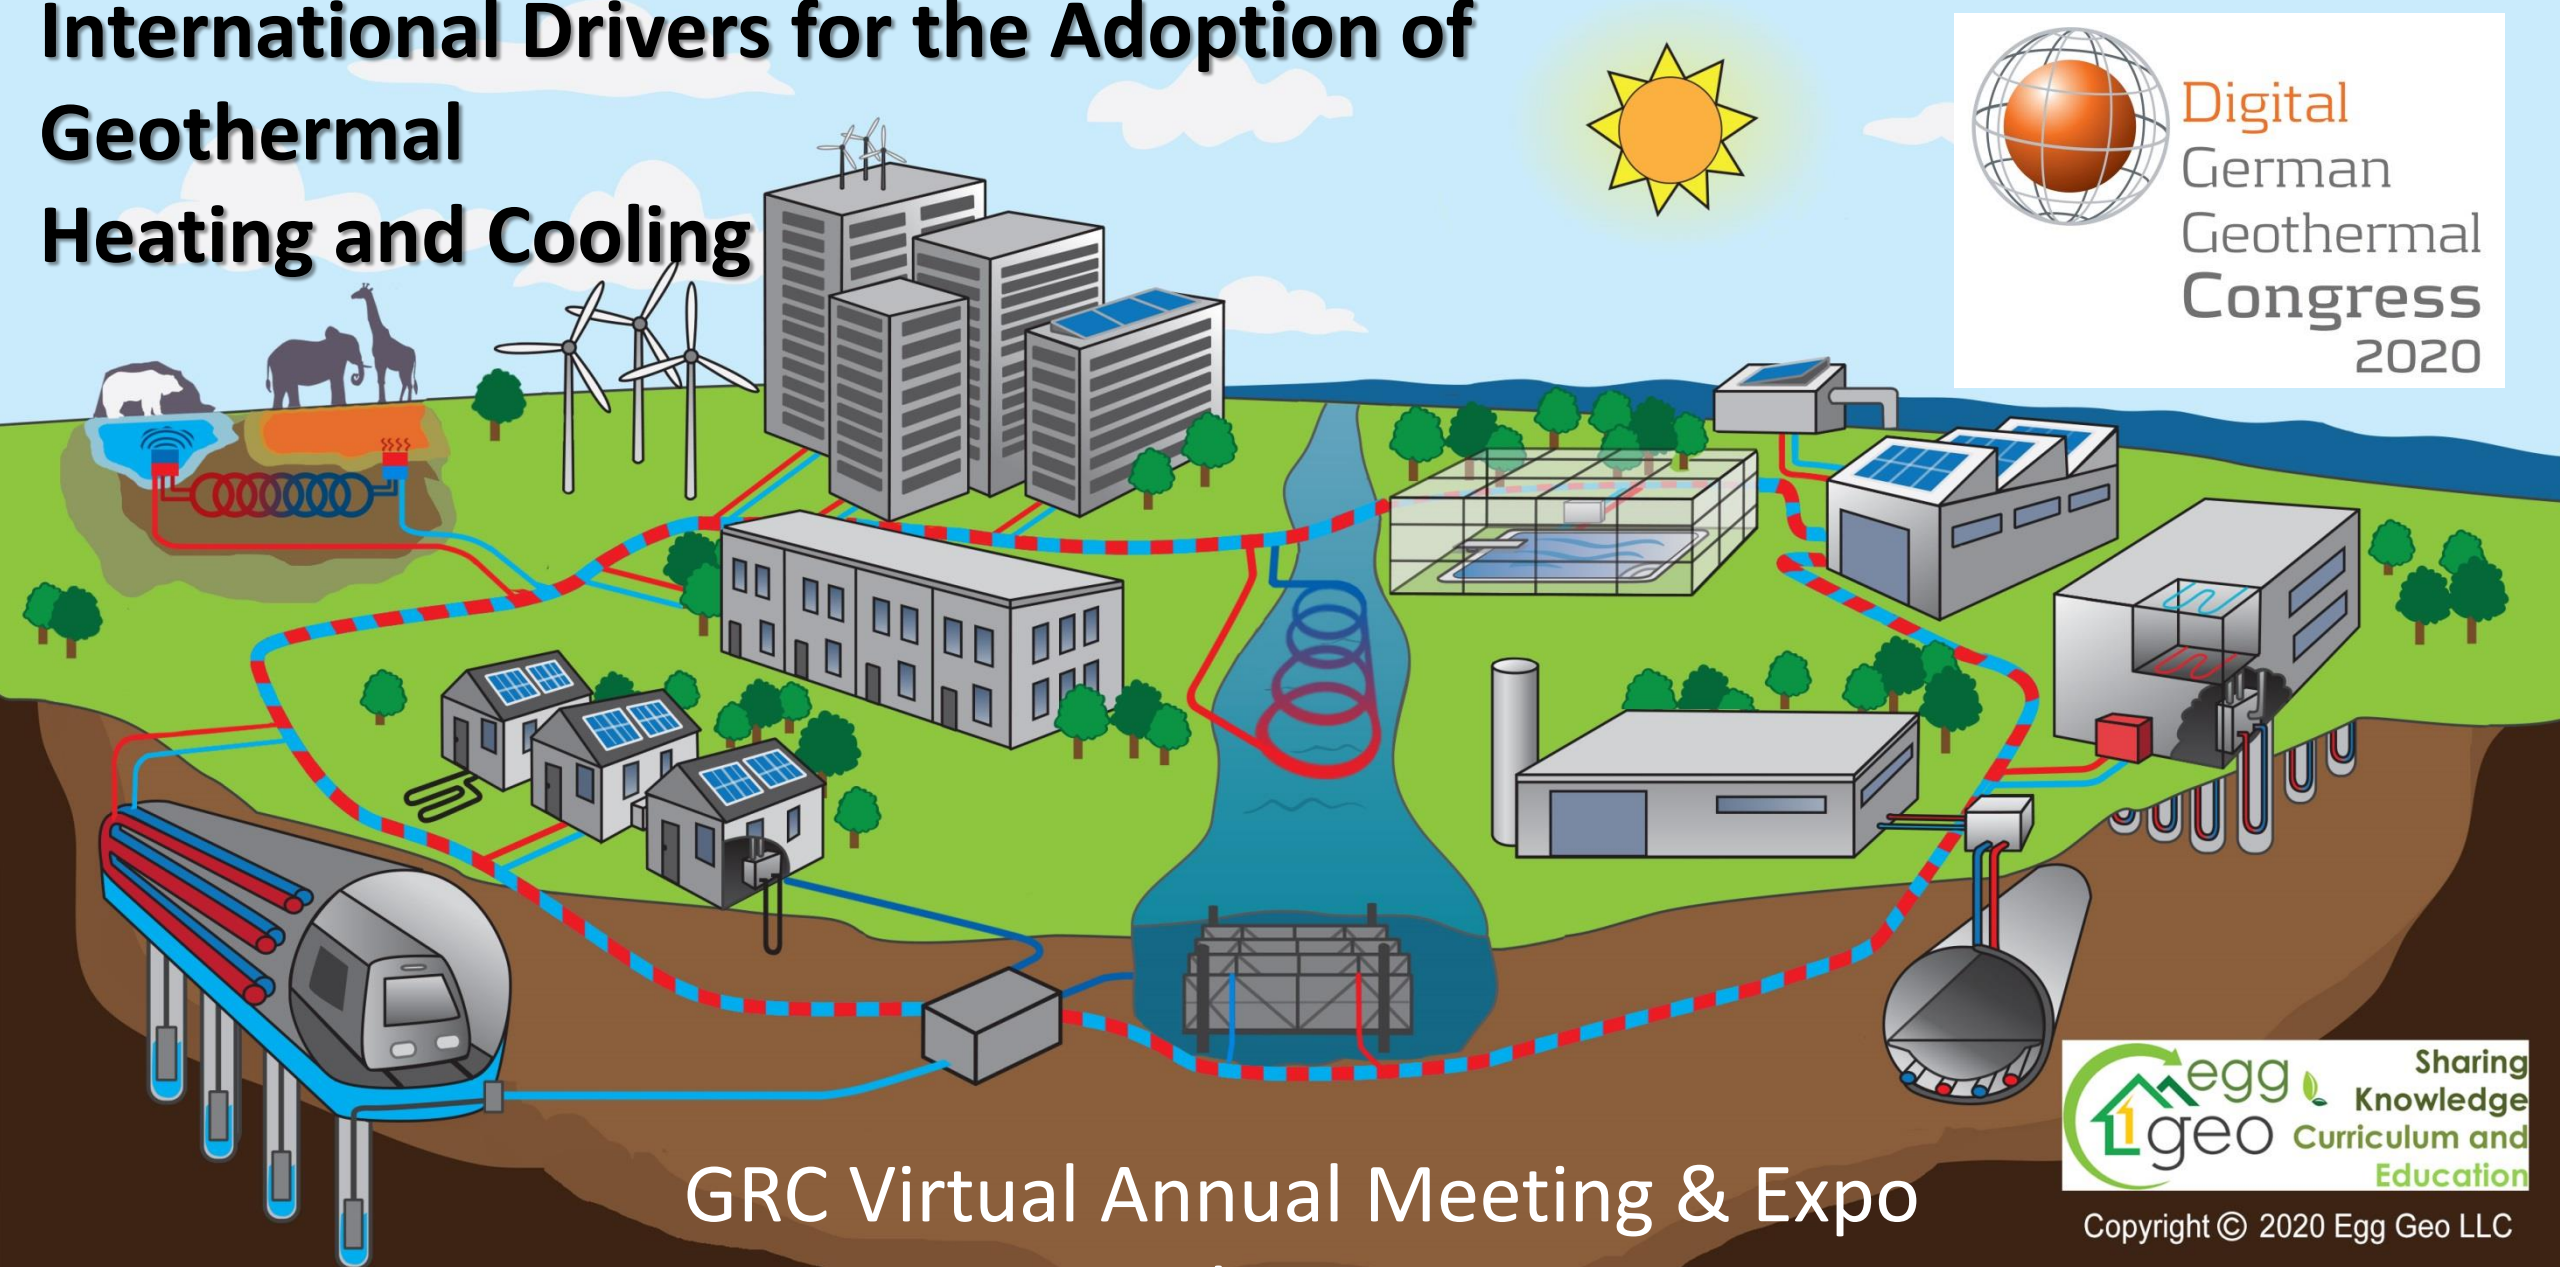 International Drivers for the Adoption of
Geothermal
Heating and Cooling
Digital
German
Geothermal
Congress
2020
GRC Virtual Annual Meeting & Expo
egg
geo
Sharing
Knowledge
Curriculum and
Education
Copyright © 2020 Egg Geo LLC